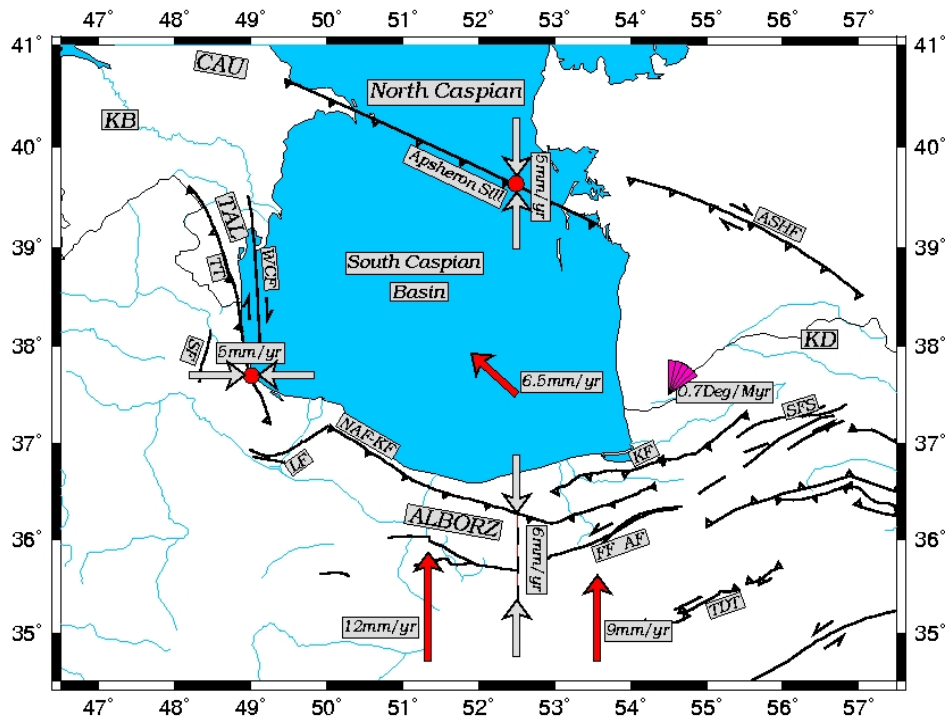 47° 48° 49° 50° 51° 52° 53° 54° 55° 56° 57°
41° 41°
CAU
North Caspian
KB
40° 40°
Apsheron Sill
5mm/yr
TAL
ASHF
39° 39°
WCF
TT
South Caspian
Basin
38° 38°
KD
SF
5mm/yr
6.5mm/yr
0.7Deg/Myr
SFS
37° 37°
NAF-KF
LF
KF
ALBORZ
36° 36°
6mm/yr
FF AF
12mm/yr
9mm/yr
TDT
35° 35°
47° 48° 49° 50° 51° 52° 53° 54° 55° 56° 57°